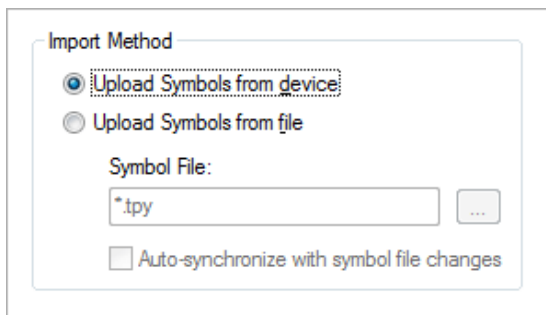 Import Method
Upload Symbols from device
Upload Symbols from file
Symbol File:
*.tpy
...
Auto-synchronize with symbol file changes